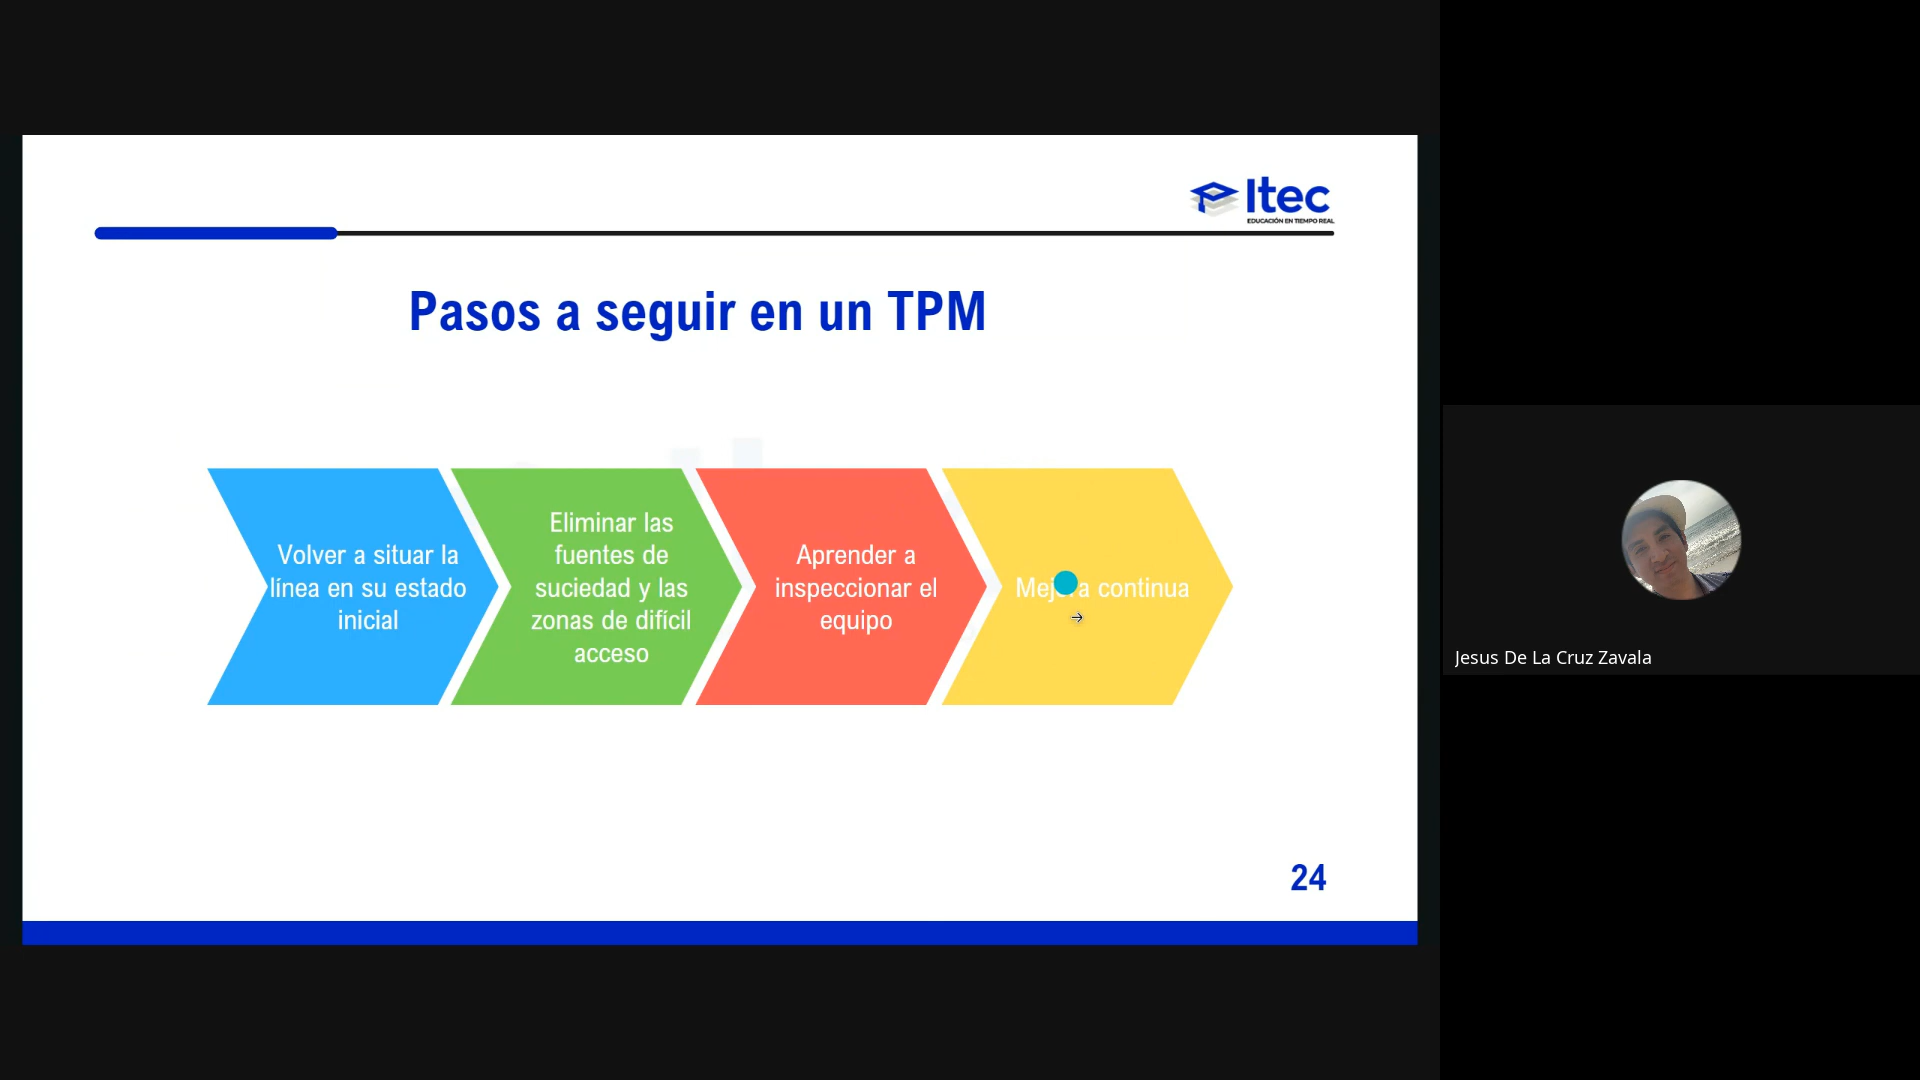 Itec
EDUCACIÓN EN TIEMPO REAL
Pasos a seguir en un TPM
Volver a situar la
línea en su estado
inicial
Eliminar las
fuentes de
suciedad y las
zonas de difícil
acceso
Aprender a
inspeccionar el
equipo
Mejora continua
24
Jesus De La Cruz Zavala